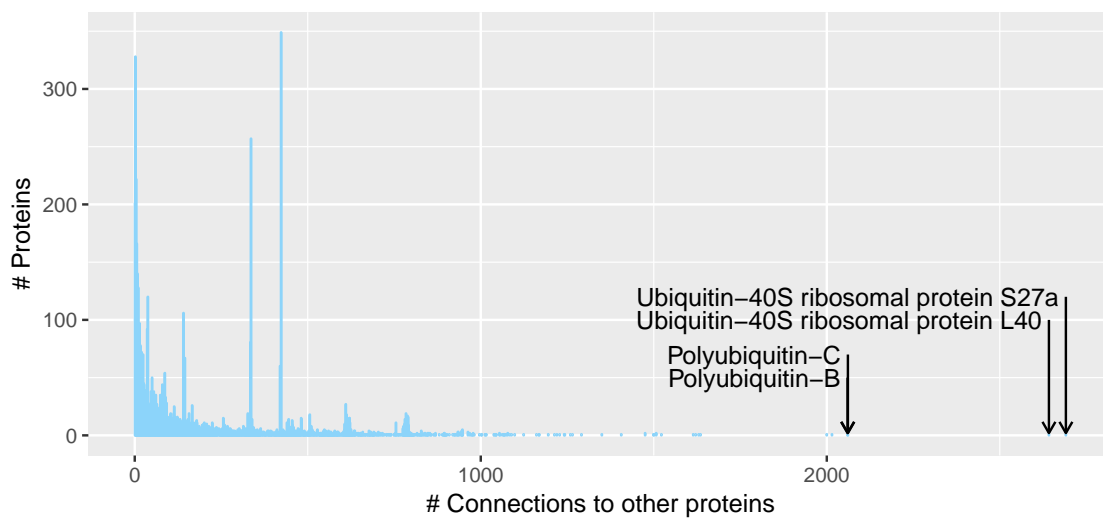 300
200
100
0
# Proteins
Ubiquitin−40S ribosomal protein S27a
Ubiquitin−40S ribosomal protein L40
Polyubiquitin−C
Polyubiquitin−B
0
1000
2000
# Connections to other proteins